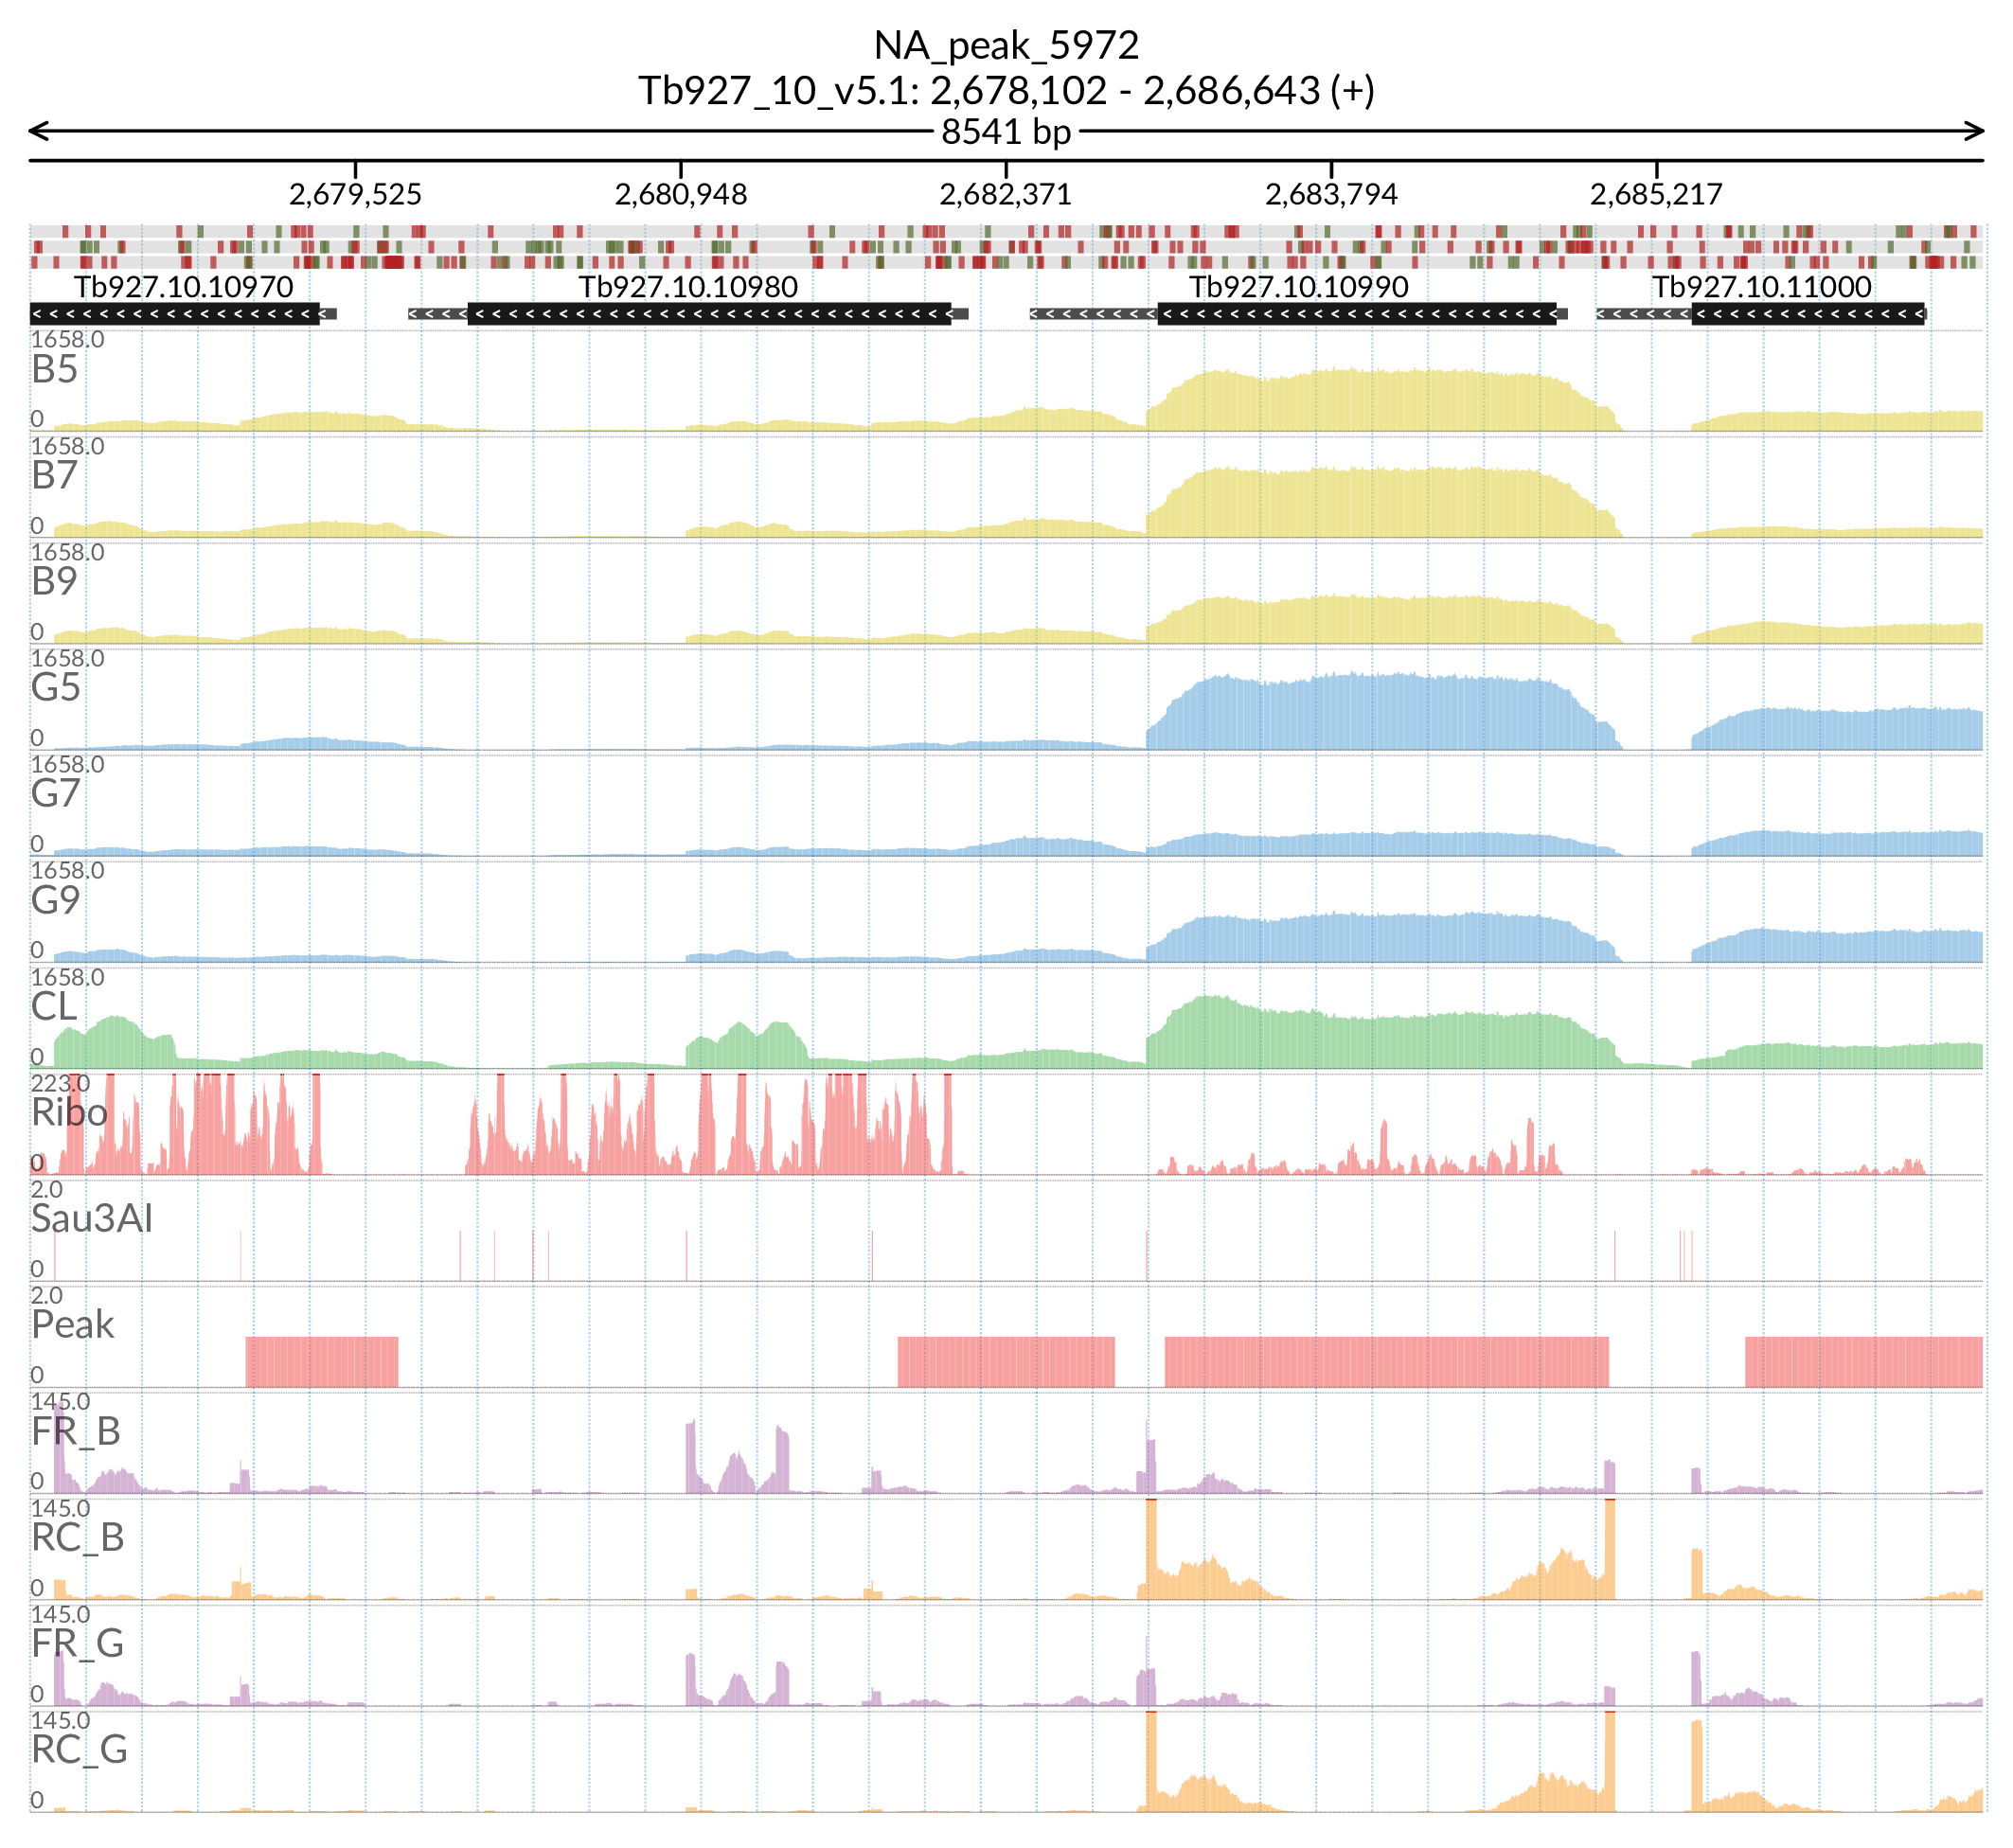 NA_peak_5972
Tb927_10_v5.1: 2,678,102 - 2,686,643 (+)
8541 bp
2,679,525 2,680,948 2,682,371 2,683,794 2,685,217
Tb927.10.10970 Tb927.10.10980 Tb927.10.10990 Tb927.10.11000
1658.0
B5
0
1658.0
B7
0
1658.0
B9
0
1658.0
G5
0
1658.0
G7
0
1658.0
G9
0
1658.0
CL
0
223.0
Ribo
0
2.0
Sau3AI
0
2.0
Peak
0
145.0
FR_B
0
145.0
RC_B
0
145.0
FR_G
0
145.0
RC_G
0